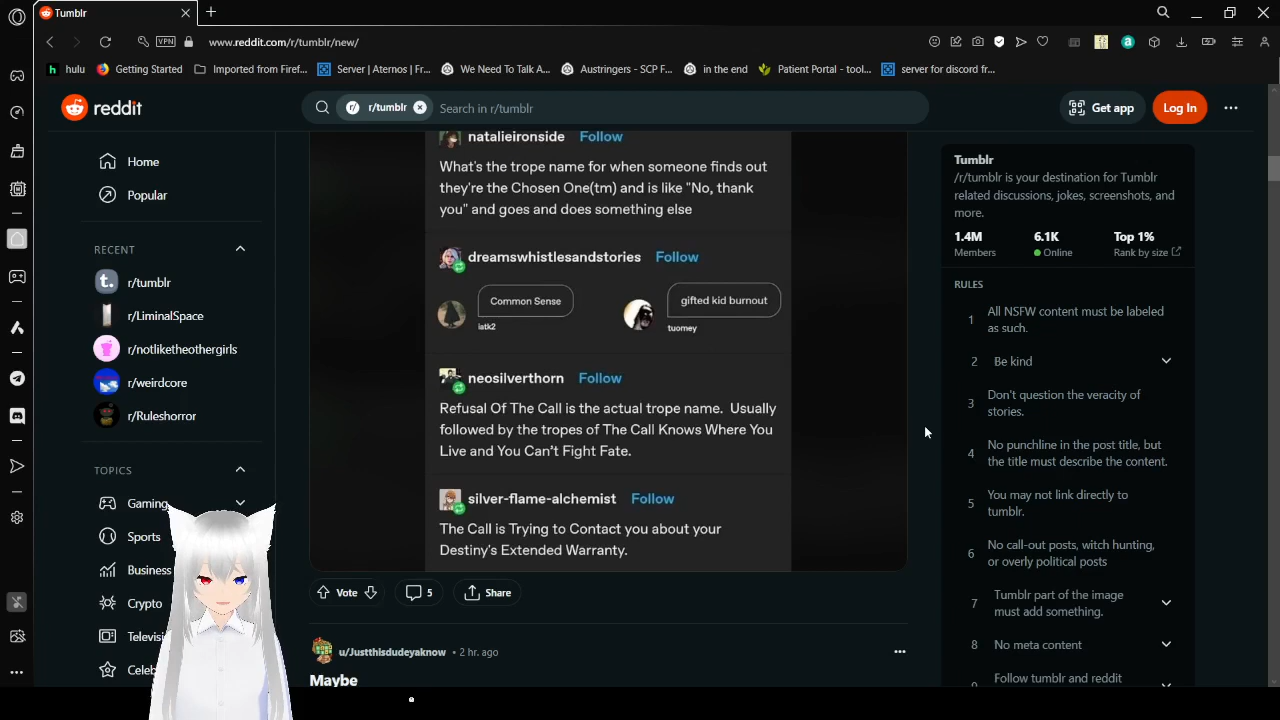 Tumblr
VPN
www.reddit.com/r/tumblr/new/
hulu
Getting Started
Imported from Firef...
Server | Aternos | Fr...
We Need To Talk A...
Austringers - SCP F...
in the end
Patient Portal - tool...
server for discord fr...
reddit
r/ r/tumblr
Search in r/tumblr
Get app
Log In
Home
Popular
RECENT
r/tumblr
r/LiminalSpace
r/notliketheothergirls
r/weirdcore
r/Ruleshorror
TOPICS
Gaming
Sports
Business
Crypto
Televisi
Celeb
natalieironside Follow
What's the trope name for when someone finds out
they're the Chosen One(tm) and is like "No, thank
you" and goes and does something else
dreamswhistlesandstories Follow
Common Sense
iatk2
gifted kid burnout
tuomey
neosilverthorn Follow
Refusal Of The Call is the actual trope name. Usually
followed by the tropes of The Call Knows Where You
Live and You Can't Fight Fate.
silver-flame-alchemist Follow
The Call is Trying to Contact you about your
Destiny's Extended Warranty.
Vote
5
Share
u/Justthisdudeyaknow • 2 hr. ago
Maybe
Tumblr
/r/tumblr is your destination for Tumblr
related discussions, jokes, screenshots, and
more.
1.4M
Members
6.1K
Online
Top 1%
Rank by size
RULES
1 All NSFW content must be labeled
as such.
2 Be kind
3 Don't question the veracity of
stories.
4 No punchline in the post title, but
the title must describe the content.
5 You may not link directly to
tumblr.
6 No call-out posts, witch hunting,
or overly political posts
7 Tumblr part of the image
must add something.
8 No meta content
Follow tumblr and reddit